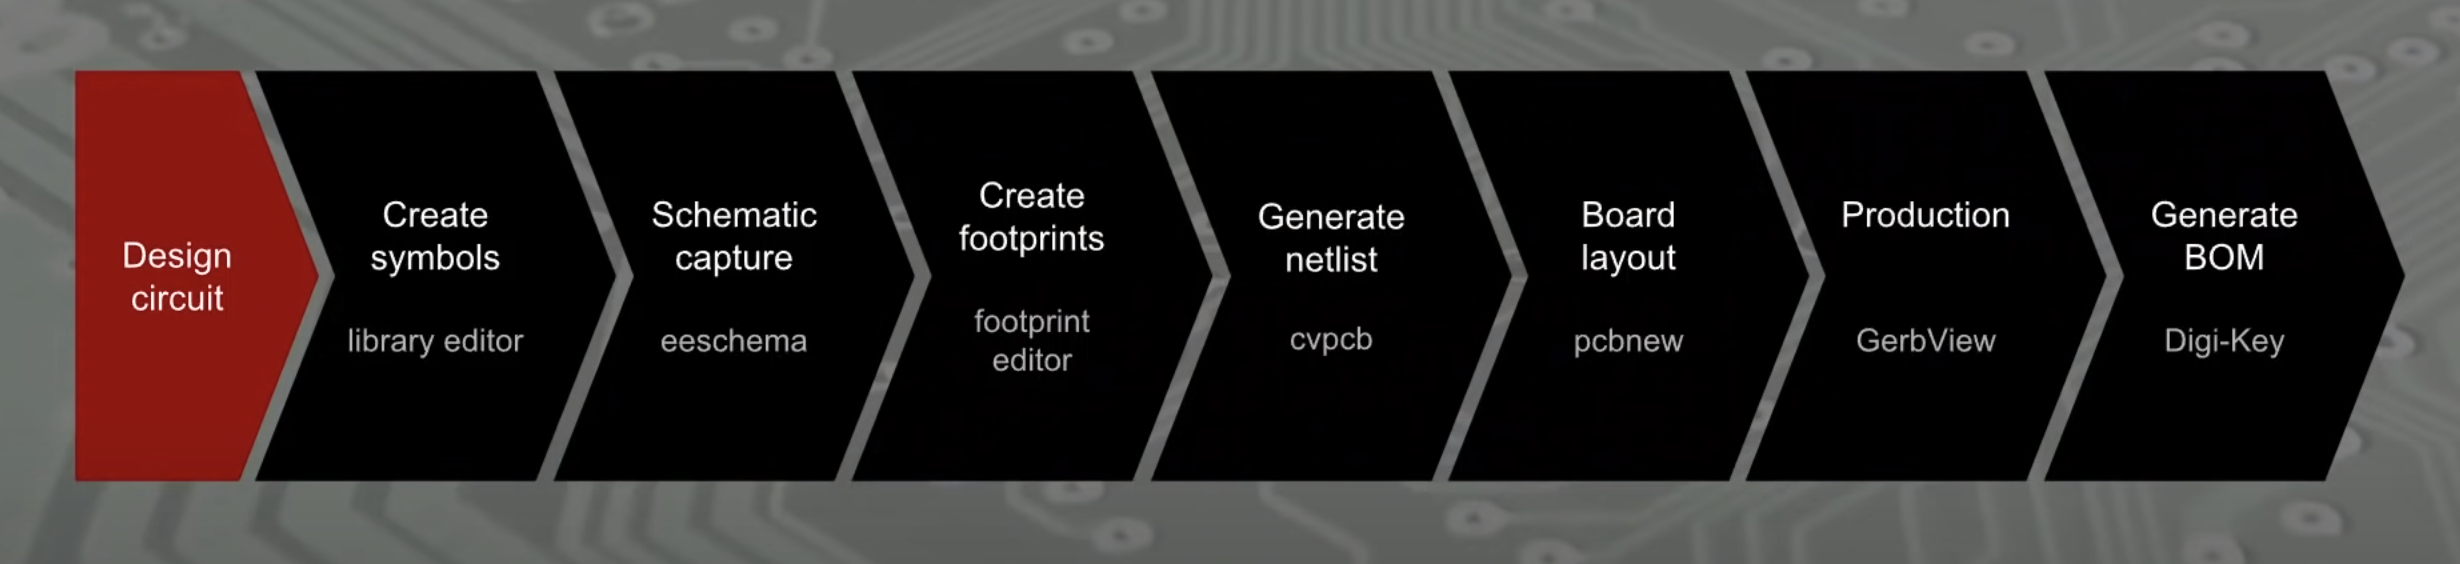 Design
circuit
Create
symbols
library editor
Schematic
capture
eeschema
Create
footprints
footprint
editor
Generate
netlist
cvpcb
Board
layout
pcbnew
Production
GerbView
Generate
BOM
Digi-Key